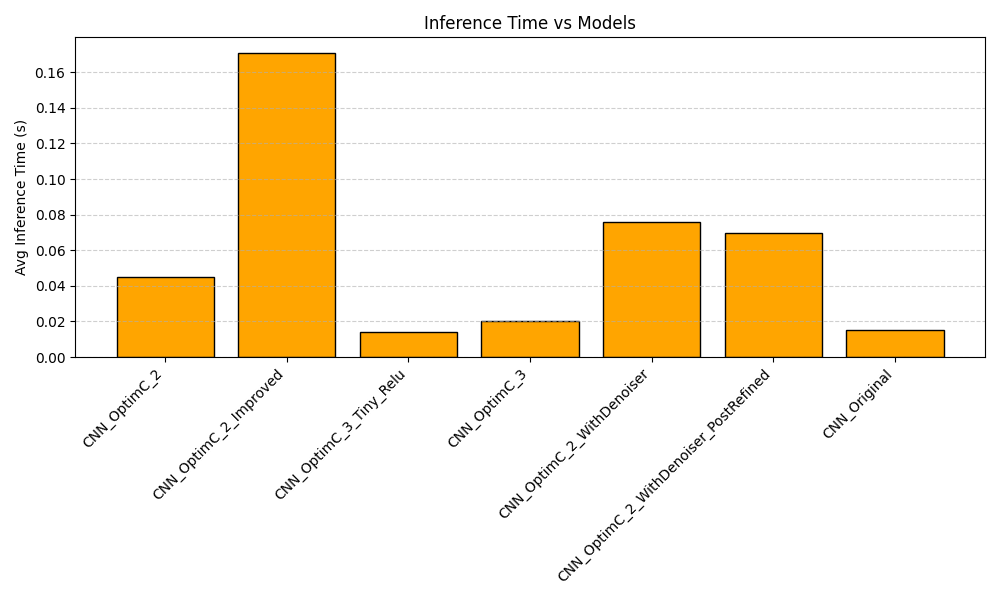 Inference Time vs Models
Avg Inference Time (s)
0.16
0.14
0.12
0.10
0.08
0.06
0.04
0.02
0.00
CNN_OptimC_2
CNN_OptimC_2_Improved
CNN_OptimC_3_Tiny_Relu
CNN_OptimC_3
CNN_OptimC_2_WithDenoiser
CNN_OptimC_2_WithDenoiser_PostRefined
CNN_Original